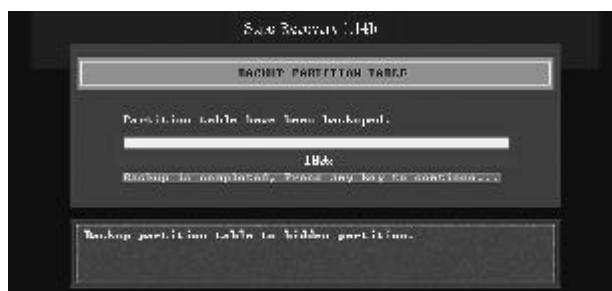 Recovery
BACKUP PARTITION TABLE
Partition table have been backuped.
100%
Backup is completed, Press any key to continue...
Backup partition table to hidden partition.